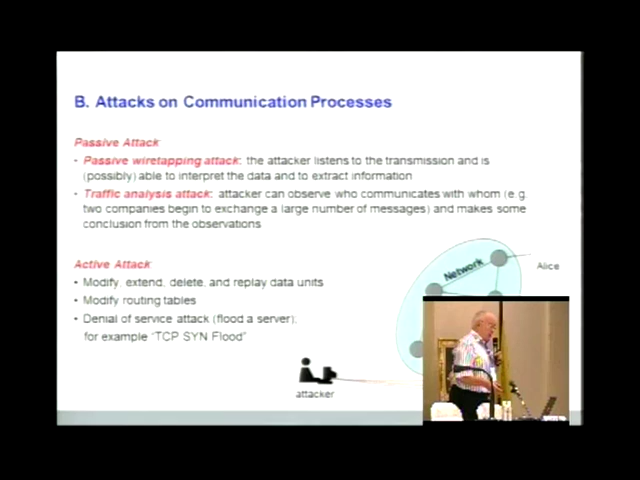 B. Attacks on Communication Processes
Passive Attack
• Passive wiretapping attack: the attacker listens to the transmission and is
(possibly) able to interpret the data and to extract information
• Traffic analysis attack: attacker can observe who communicates with whom (e.g.
two companies begin to exchange a large number of messages) and makes some
conclusion from the observations
Active Attack
• Modify, extend, delete, and replay data units
• Modify routing tables
• Denial of service attack (flood a server),
for example "TCP SYN Flood"
Network
Alice
attacker